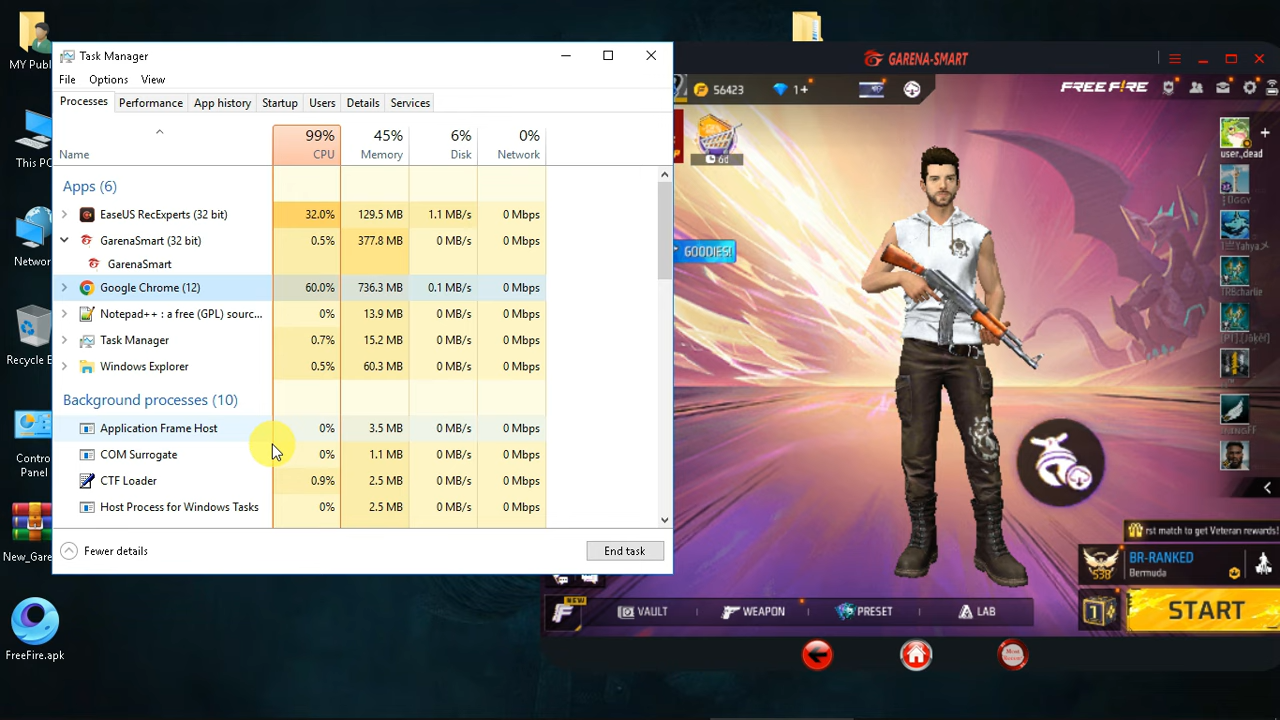 MY Publ
This PC
Network
Recycle B
Control
Panel
New_Gare
FreeFire.apk
Task Manager
File Options View
Processes Performance App history Startup Users Details Services
99% 45% 6% 0%
Name CPU Memory Disk Network
Apps (6)
EaseUS RecExperts (32 bit) 32.0% 129.5 MB 1.1 MB/s 0 Mbps
GarenaSmart (32 bit) 0.5% 377.8 MB 0 MB/s 0 Mbps
GarenaSmart
Google Chrome (12) 60.0% 736.3 MB 0.1 MB/s 0 Mbps
Notepad++ : a free (GPL) sourc... 0% 13.9 MB 0 MB/s 0 Mbps
Task Manager 0.7% 15.2 MB 0 MB/s 0 Mbps
Windows Explorer 0.5% 60.3 MB 0 MB/s 0 Mbps
Background processes (10)
Application Frame Host 0% 3.5 MB 0 MB/s 0 Mbps
COM Surrogate 0% 1.1 MB 0 MB/s 0 Mbps
CTF Loader 0.9% 2.5 MB 0 MB/s 0 Mbps
Host Process for Windows Tasks 0% 2.5 MB 0 MB/s 0 Mbps
Fewer details End task
GARENA-SMART
56423 1+ FREE FIRE
6d
GOODIES!
user_dead
TRBcharlie
rst match to get Veteran rewards!
538 BR-RANKED
Bermuda
NEW VAULT WEAPON PRESET LAB
1 START